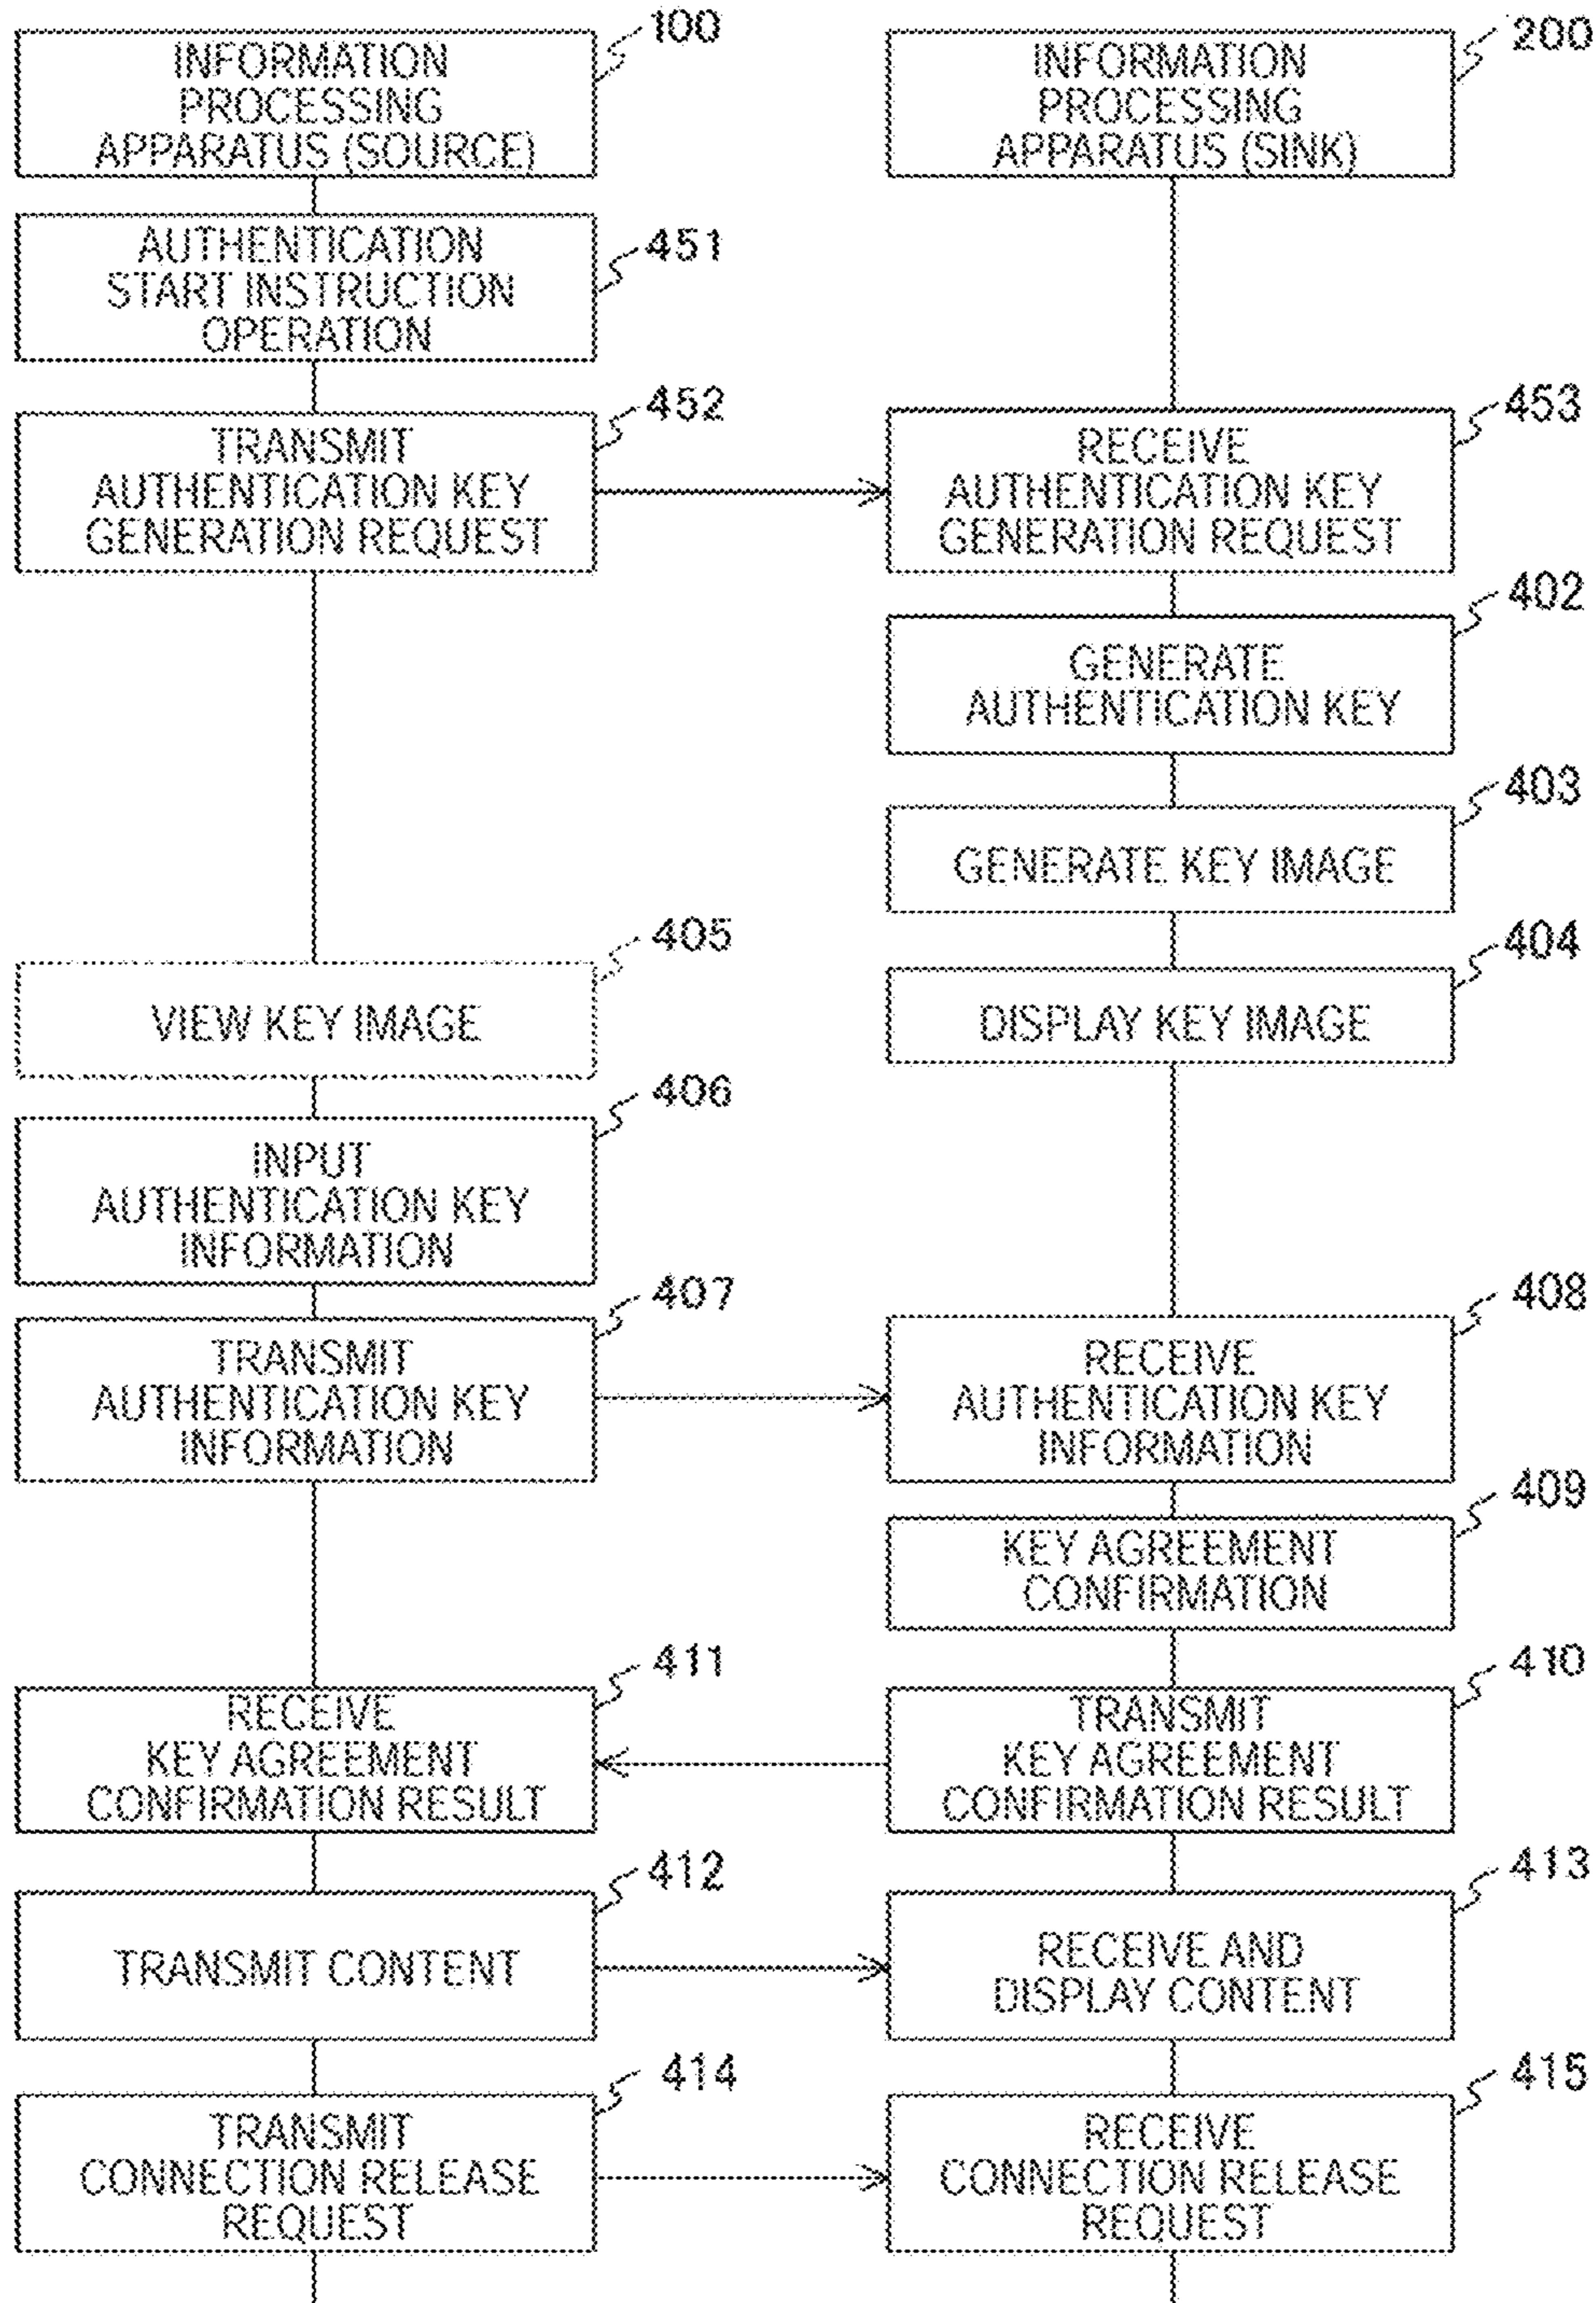 100
INFORMATION
PROCESSING
APPARATUS (SOURCE)
200
INFORMATION
PROCESSING
APPARATUS (SINK)
451
AUTHENTICATION
START INSTRUCTION
OPERATION
452
TRANSMIT
AUTHENTICATION KEY
GENERATION REQUEST
453
RECEIVE
AUTHENTICATION KEY
GENERATION REQUEST
402
GENERATE
AUTHENTICATION KEY
403
GENERATE KEY IMAGE
404
DISPLAY KEY IMAGE
405
VIEW KEY IMAGE
406
INPUT
AUTHENTICATION KEY
INFORMATION
407
TRANSMIT
AUTHENTICATION KEY
INFORMATION
408
RECEIVE
AUTHENTICATION KEY
INFORMATION
409
KEY AGREEMENT
CONFIRMATION
410
TRANSMIT
KEY AGREEMENT
CONFIRMATION RESULT
411
RECEIVE
KEY AGREEMENT
CONFIRMATION RESULT
412
TRANSMIT CONTENT
413
RECEIVE AND
DISPLAY CONTENT
414
TRANSMIT
CONNECTION RELEASE
REQUEST
415
RECEIVE
CONNECTION RELEASE
REQUEST